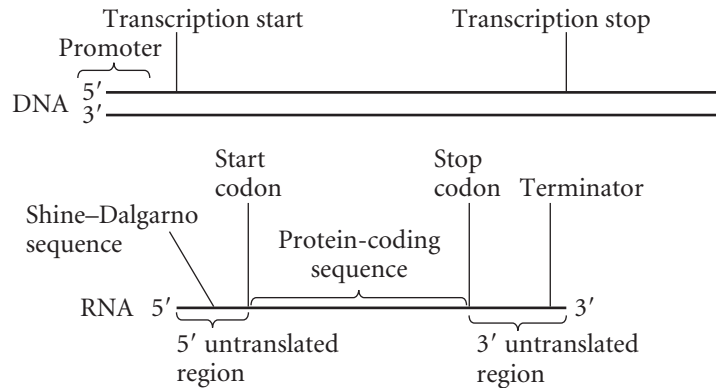 Transcription start
Transcription stop
Promoter
DNA
5′
3′
Start
codon
Stop
codon
Terminator
Shine–Dalgarno
sequence
Protein-coding
sequence
RNA
5′
3′
5′ untranslated
region
3′ untranslated
region